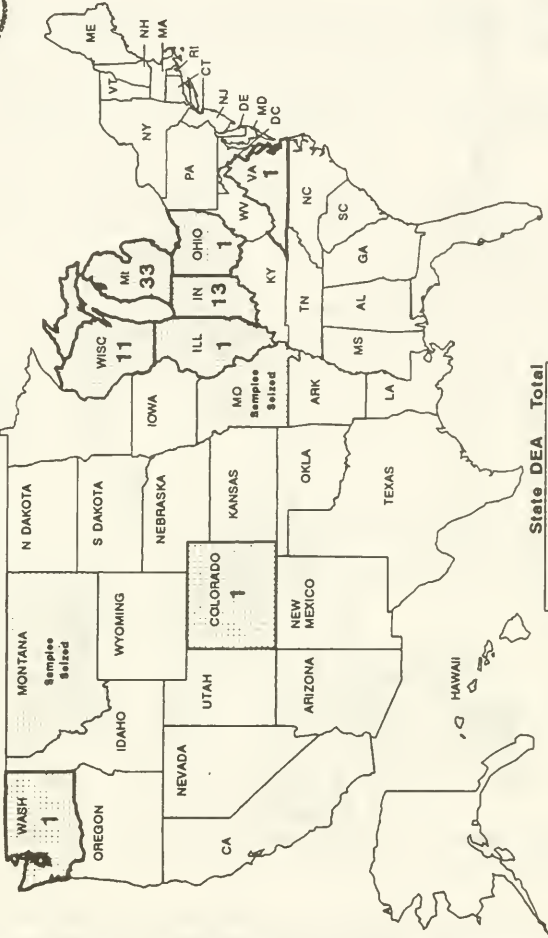 WASH
1
OREGON
CA
NEVADA
IDAHO
MONTANA
Samples
Seized
WYOMING
UTAH
ARIZONA
COLORADO
1
NEW
MEXICO
N DAKOTA
S DAKOTA
NEBRASKA
KANSAS
OKLA
TEXAS
IOWA
MO
Samples
Seized
ARK
LA
WISC
11
ILL
1
MI
33
IN
13
OHIO
1
KY
TN
MS
AL
GA
SC
NC
VA
1
WV
PA
NY
VT
ME
NH
MA
RI
CT
NJ
DE
MD
DC
HAWAII
State DEA Total